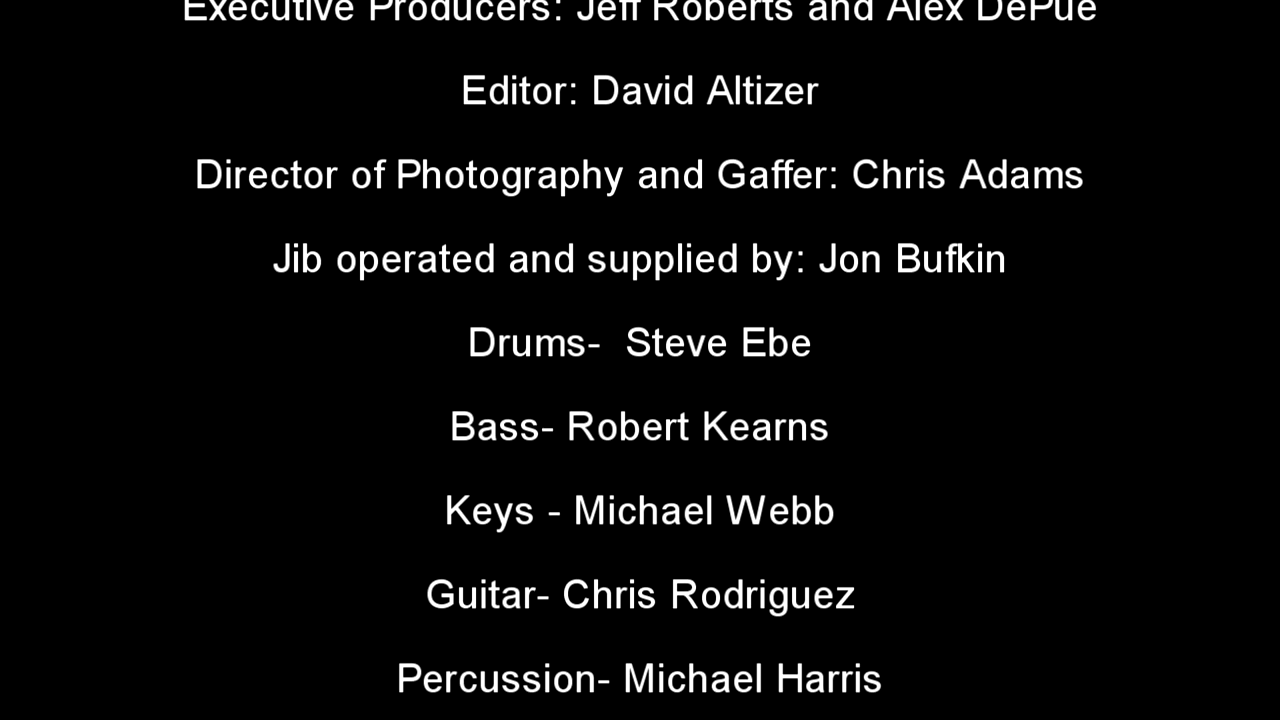 Executive Producers: Jeff Roberts and Alex DePue
Editor: David Altizer
Director of Photography and Gaffer: Chris Adams
Jib operated and supplied by: Jon Bufkin
Drums-  Steve Ebe
Bass- Robert Kearns
Keys - Michael Webb
Guitar- Chris Rodriguez
Percussion- Michael Harris